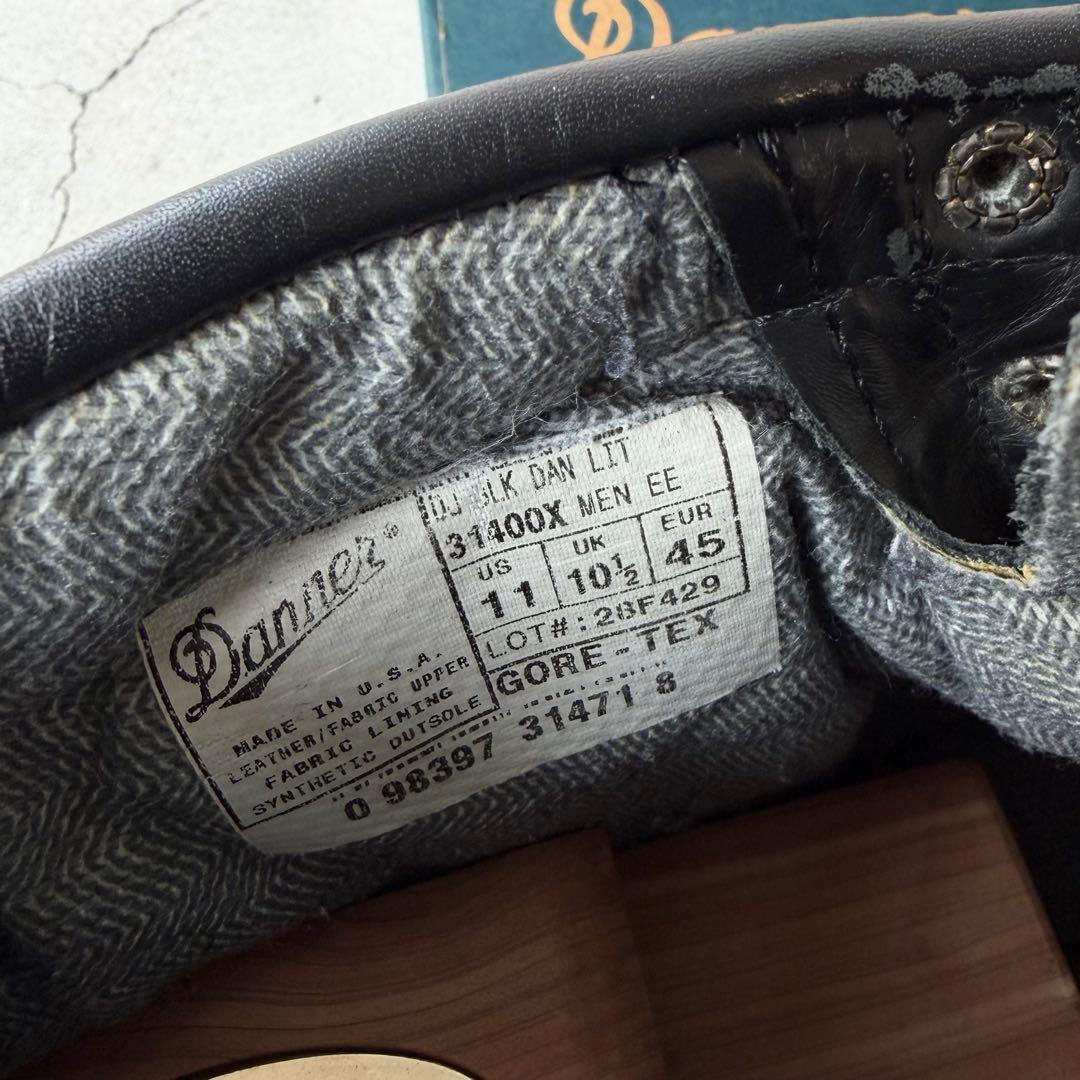 Danner
Danner®
MADE IN U.S.A.
LEATHER/FABRIC UPPER
FABRIC LINING
SYNTHETIC OUTSOLE
DJ BLK DAN LIT
31400X MEN EE
US UK EUR
11 10½ 45
LOT#:28F429
GORE-TEX
0 98397 31471 8